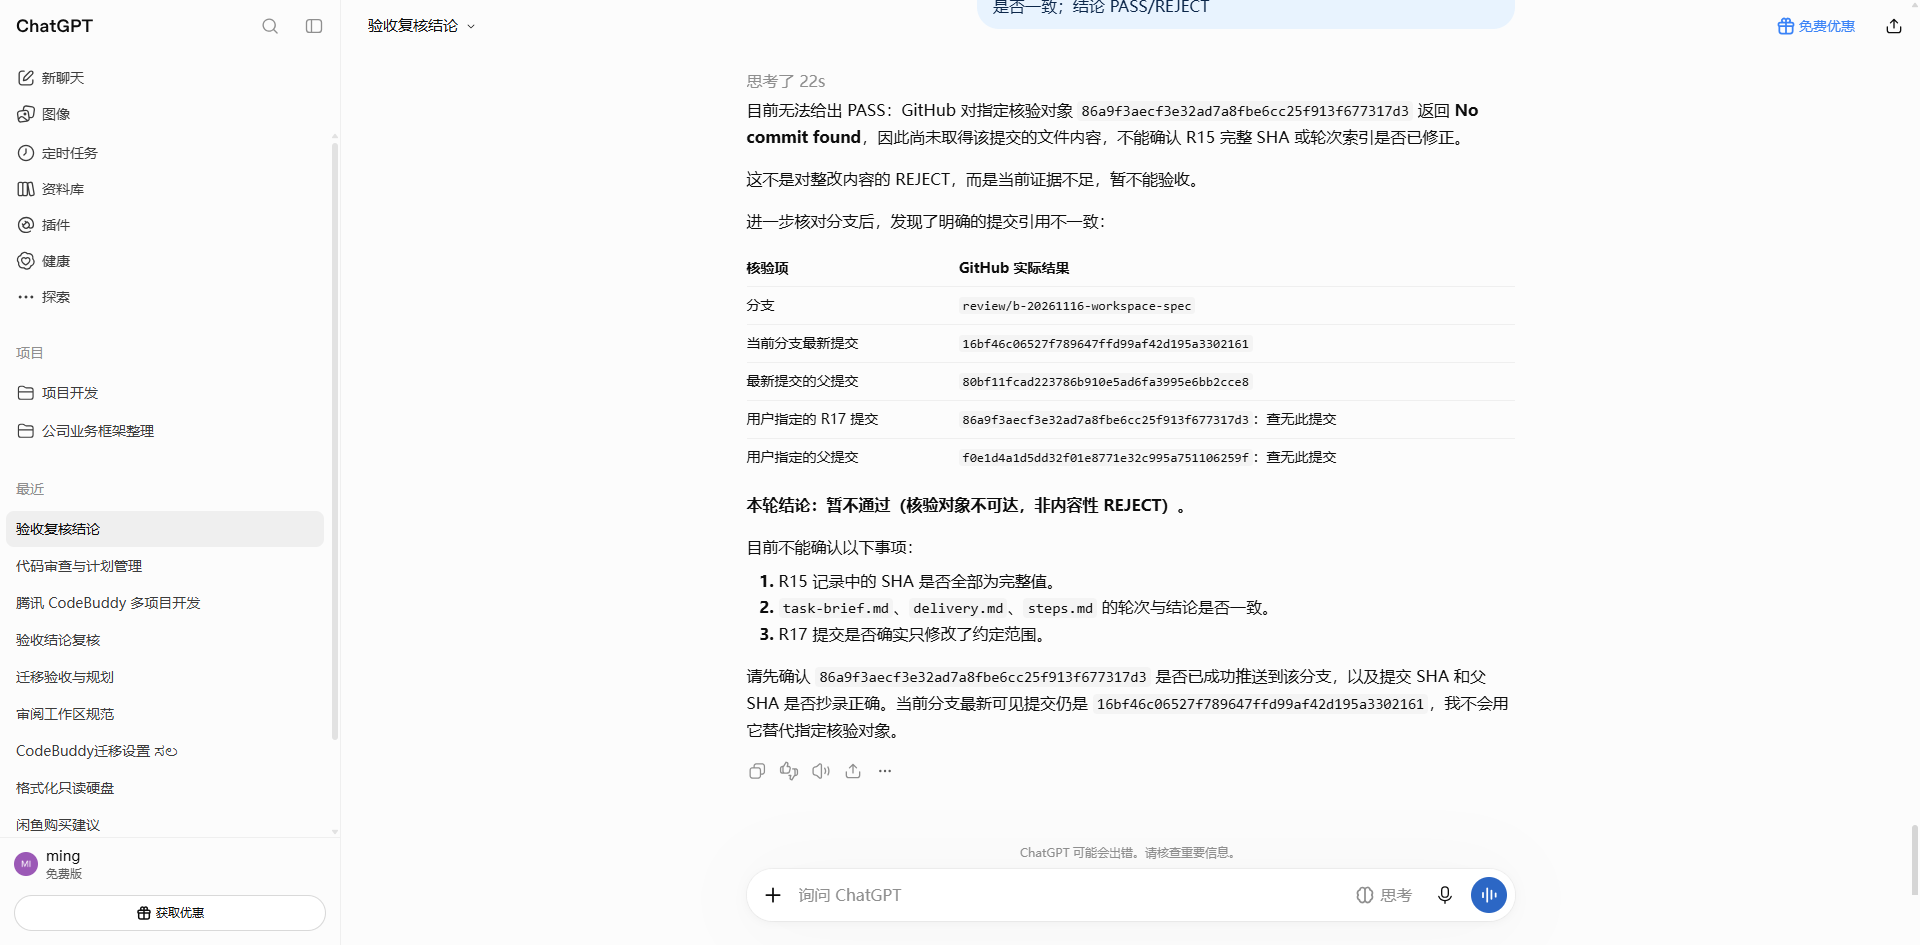 ChatGPT
新聊天
图像
定时任务
资料库
插件
健康
探索
项目
项目开发
公司业务框架整理
最近
验收复核结论
代码审查与计划管理
腾讯 CodeBuddy 多项目开发
验收结论复核
迁移验收与规划
审阅工作区规范
CodeBuddy迁移设置
格式化只读硬盘
闲鱼购买建议
MI
ming
免费版
获取优惠
验收复核结论
免费优惠
是否一致；结论 PASS/REJECT
思考了 22s
目前无法给出 PASS：GitHub 对指定核验对象 86a9f3aecf3e32ad7a8fbe6cc25f913f677317d3 返回 No
commit found，因此尚未取得该提交的文件内容，不能确认 R15 完整 SHA 或轮次索引是否已修正。
这不是对整改内容的 REJECT，而是当前证据不足，暂不能验收。
进一步核对分支后，发现了明确的提交引用不一致：
核验项 GitHub 实际结果
分支 review/b-20261116-workspace-spec
当前分支最新提交 16bf46c06527f789647ffd99af42d195a3302161
最新提交的父提交 80bf11fcad223786b910e5ad6fa3995e6bb2cce8
用户指定的 R17 提交 86a9f3aecf3e32ad7a8fbe6cc25f913f677317d3：查无此提交
用户指定的父提交 f0e1d4a1d5dd32f01e8771e32c995a751106259f：查无此提交
本轮结论：暂不通过（核验对象不可达，非内容性 REJECT）。
目前不能确认以下事项：
1. R15 记录中的 SHA 是否全部为完整值。
2. task-brief.md、delivery.md、steps.md 的轮次与结论是否一致。
3. R17 提交是否确实只修改了约定范围。
请先确认 86a9f3aecf3e32ad7a8fbe6cc25f913f677317d3 是否已成功推送到该分支，以及提交 SHA 和父
SHA 是否抄录正确。当前分支最新可见提交仍是 16bf46c06527f789647ffd99af42d195a3302161，我不会用
它替代指定核验对象。
ChatGPT 可能会出错。请核查重要信息。
询问 ChatGPT
思考